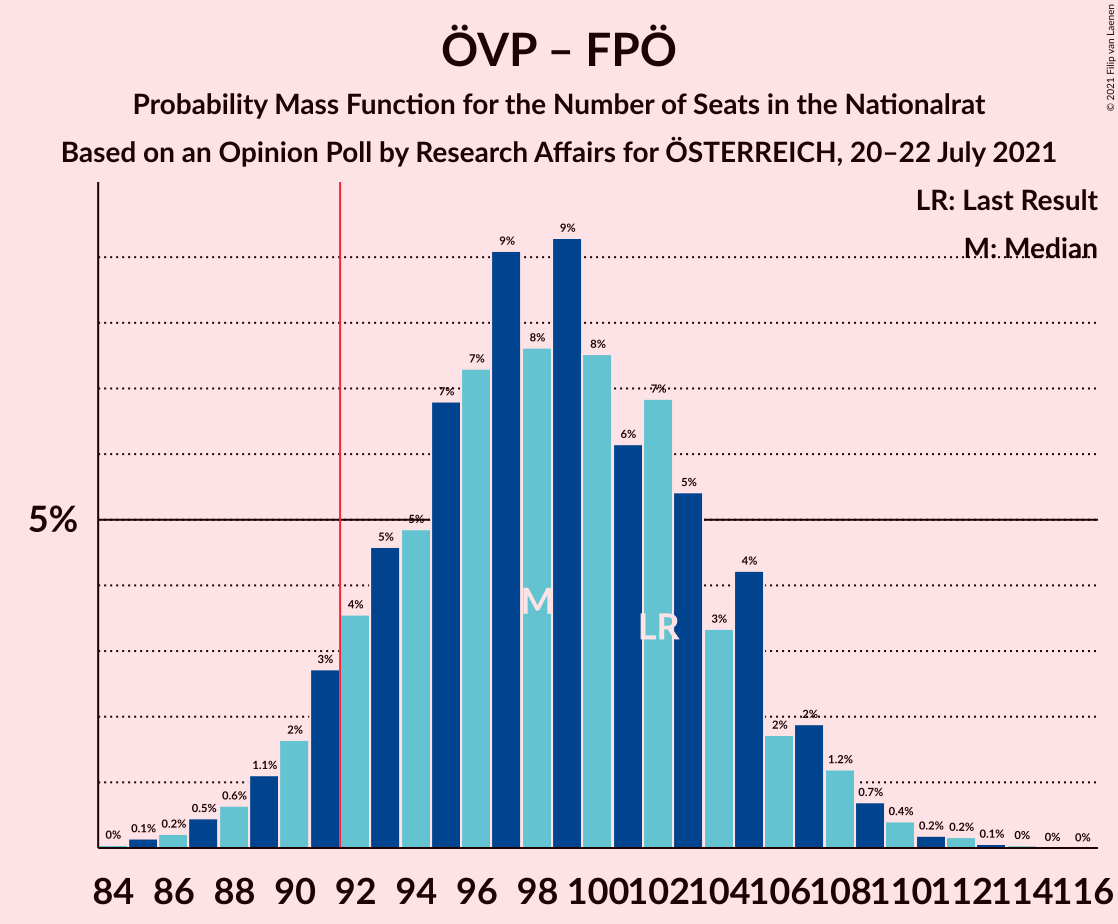 ÖVP – FPÖ
Probability Mass Function for the Number of Seats in the Nationalrat
Based on an Opinion Poll by Research Affairs for ÖSTERREICH, 20–22 July 2021
© 2021 Filip van Laenen
LR: Last Result
M: Median
5%
0% 0.1% 0.2% 0.5% 0.6% 1.1% 2% 3% 4% 5% 5% 7% 7% 9% 8% 9% 8% 6% 7% 5% 3% 4% 2% 2% 1.2% 0.7% 0.4% 0.2% 0.2% 0.1% 0% 0% 0%
M
LR
84 86 88 90 92 94 96 98 100 102 104 106 108 110 112 114 116